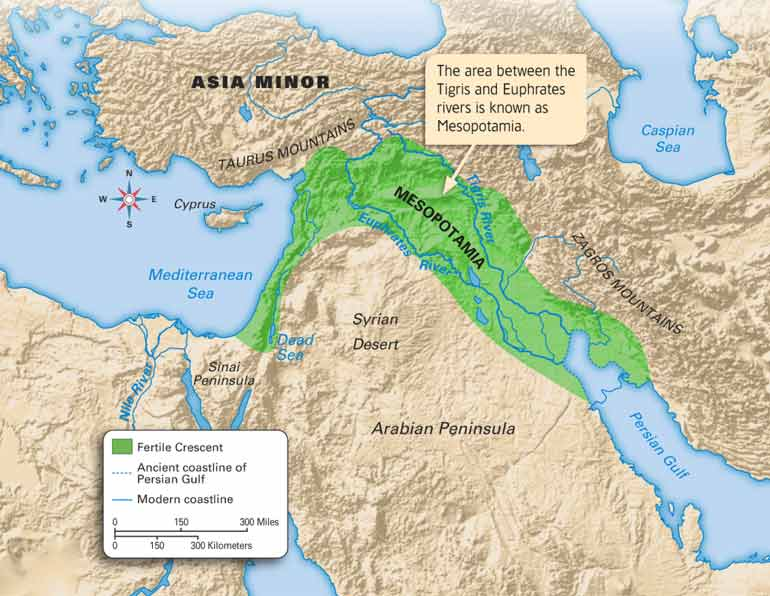 ASIA MINOR
The area between the
Tigris and Euphrates
rivers is known as
Mesopotamia.
Caspian
Sea
TAURUS MOUNTAINS
N
W
E
S
Cyprus
Tigris River
MESOPOTAMIA
Euphrates River
ZAGROS MOUNTAINS
Mediterranean
Sea
Syrian
Desert
Dead
Sea
Sinai
Peninsula
Nile River
Arabian Peninsula
Persian Gulf
Fertile Crescent
Ancient coastline of
Persian Gulf
Modern coastline
0 150 300 Miles
0 150 300 Kilometers